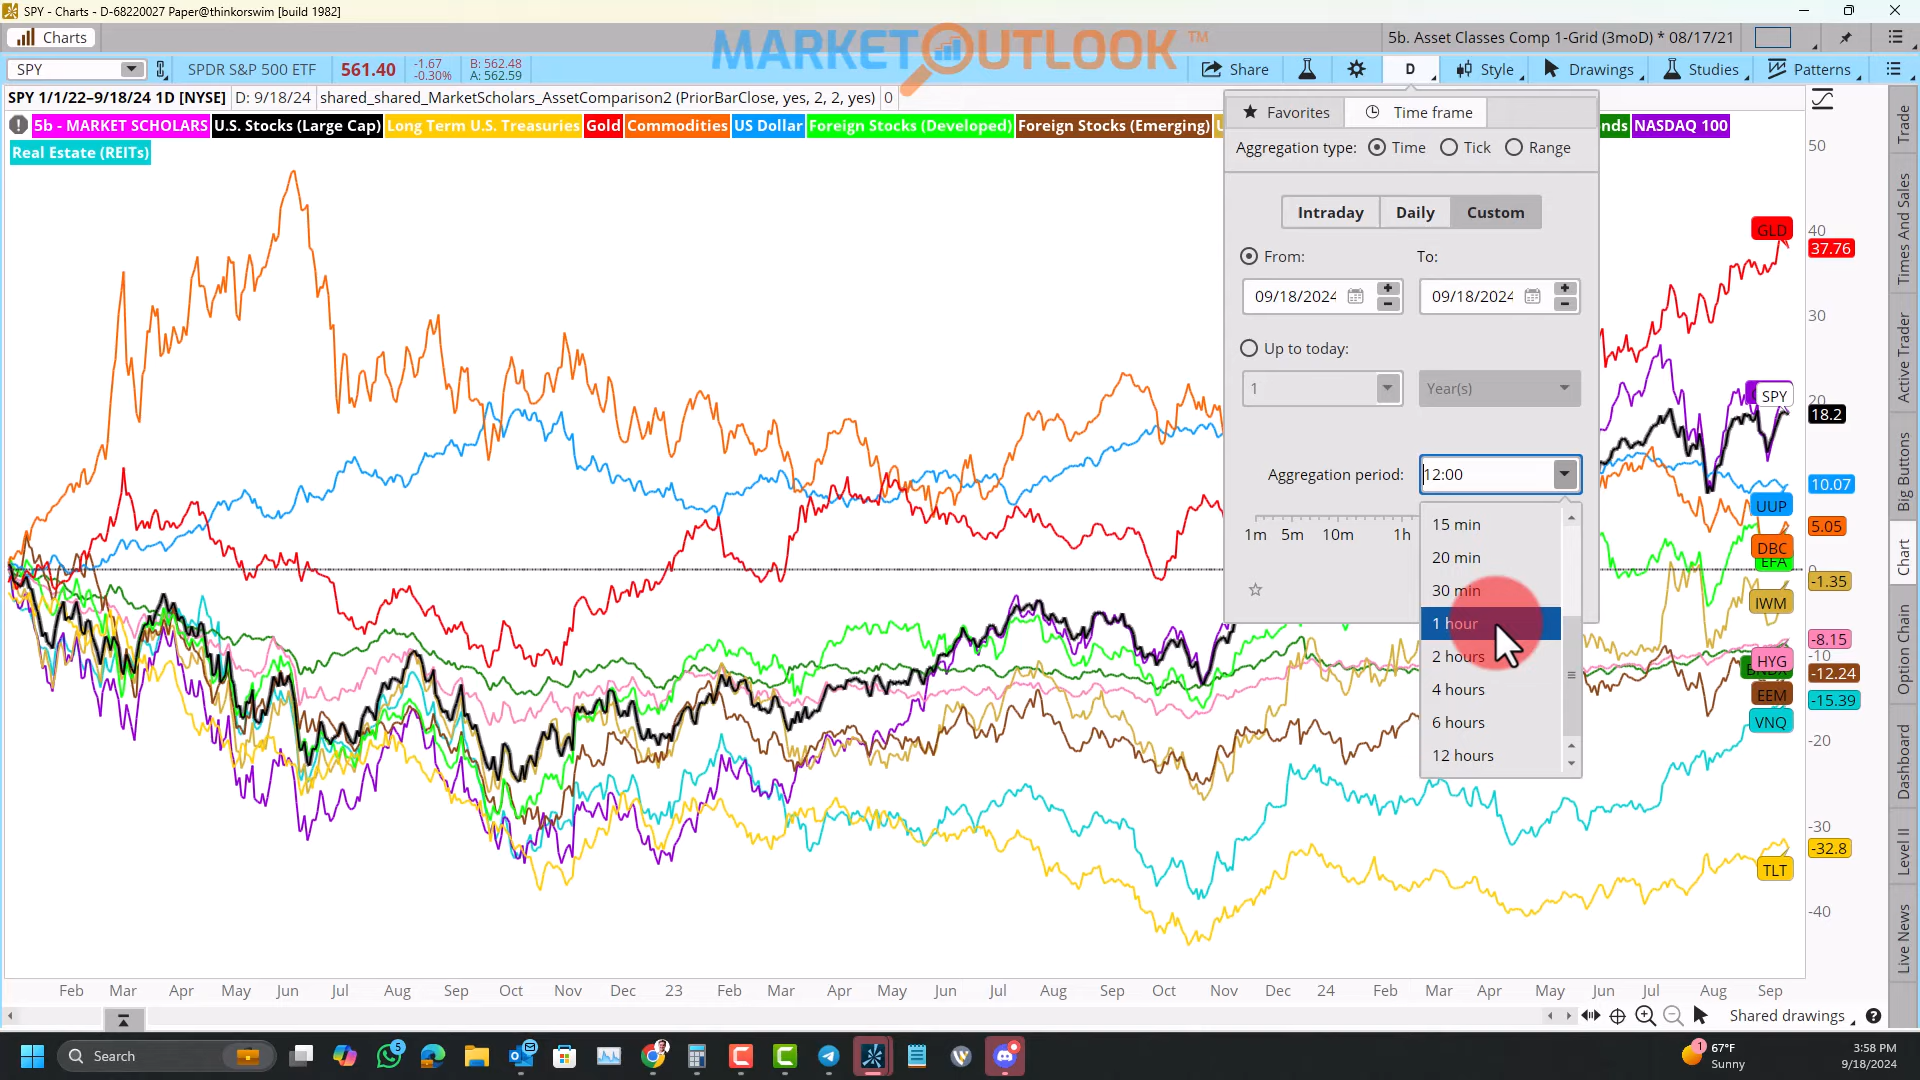 SPY - Charts - D-68220027 Paper@thinkorswim [build 1982]
Charts
MARKET OUTLOOK ™
5b. Asset Classes Comp 1-Grid (3moD) * 08/17/21
SPY
SPDR S&P 500 ETF
561.40
-1.67
-0.30%
B: 562.48
A: 562.59
Share
D
Style
Drawings
Studies
Patterns
SPY 1/1/22–9/18/24 1D [NYSE]
D: 9/18/24
shared_shared_MarketScholars_AssetComparison2 (PriorBarClose, yes, 2, 2, yes)
0
5b - MARKET SCHOLARS
U.S. Stocks (Large Cap)
Long Term U.S. Treasuries
Gold
Commodities
US Dollar
Foreign Stocks (Developed)
Foreign Stocks (Emerging)
nds
NASDAQ 100
Real Estate (REITs)
Favorites
Time frame
Aggregation type:
Time
Tick
Range
Intraday
Daily
Custom
From:
To:
09/18/2024
09/18/2024
Up to today:
1
Year(s)
Aggregation period:
12:00
1m
5m
10m
1h
15 min
20 min
30 min
1 hour
2 hours
4 hours
6 hours
12 hours
50
40
30
20
0
-10
-20
-30
-40
GLD
37.76
SPY
18.2
10.07
UUP
5.05
DBC
EFA
-1.35
IWM
-8.15
HYG
BNDX
-12.24
EEM
-15.39
VNQ
-32.8
TLT
Trade
Times And Sales
Active Trader
Big Buttons
Chart
Option Chain
Dashboard
Level II
Live News
Feb
Mar
Apr
May
Jun
Jul
Aug
Sep
Oct
Nov
Dec
23
Feb
Mar
Apr
May
Jun
Jul
Aug
Sep
Oct
Nov
Dec
24
Feb
Mar
Apr
May
Jun
Jul
Aug
Sep
Shared drawings
Search
5
1
67°F
Sunny
3:58 PM
9/18/2024